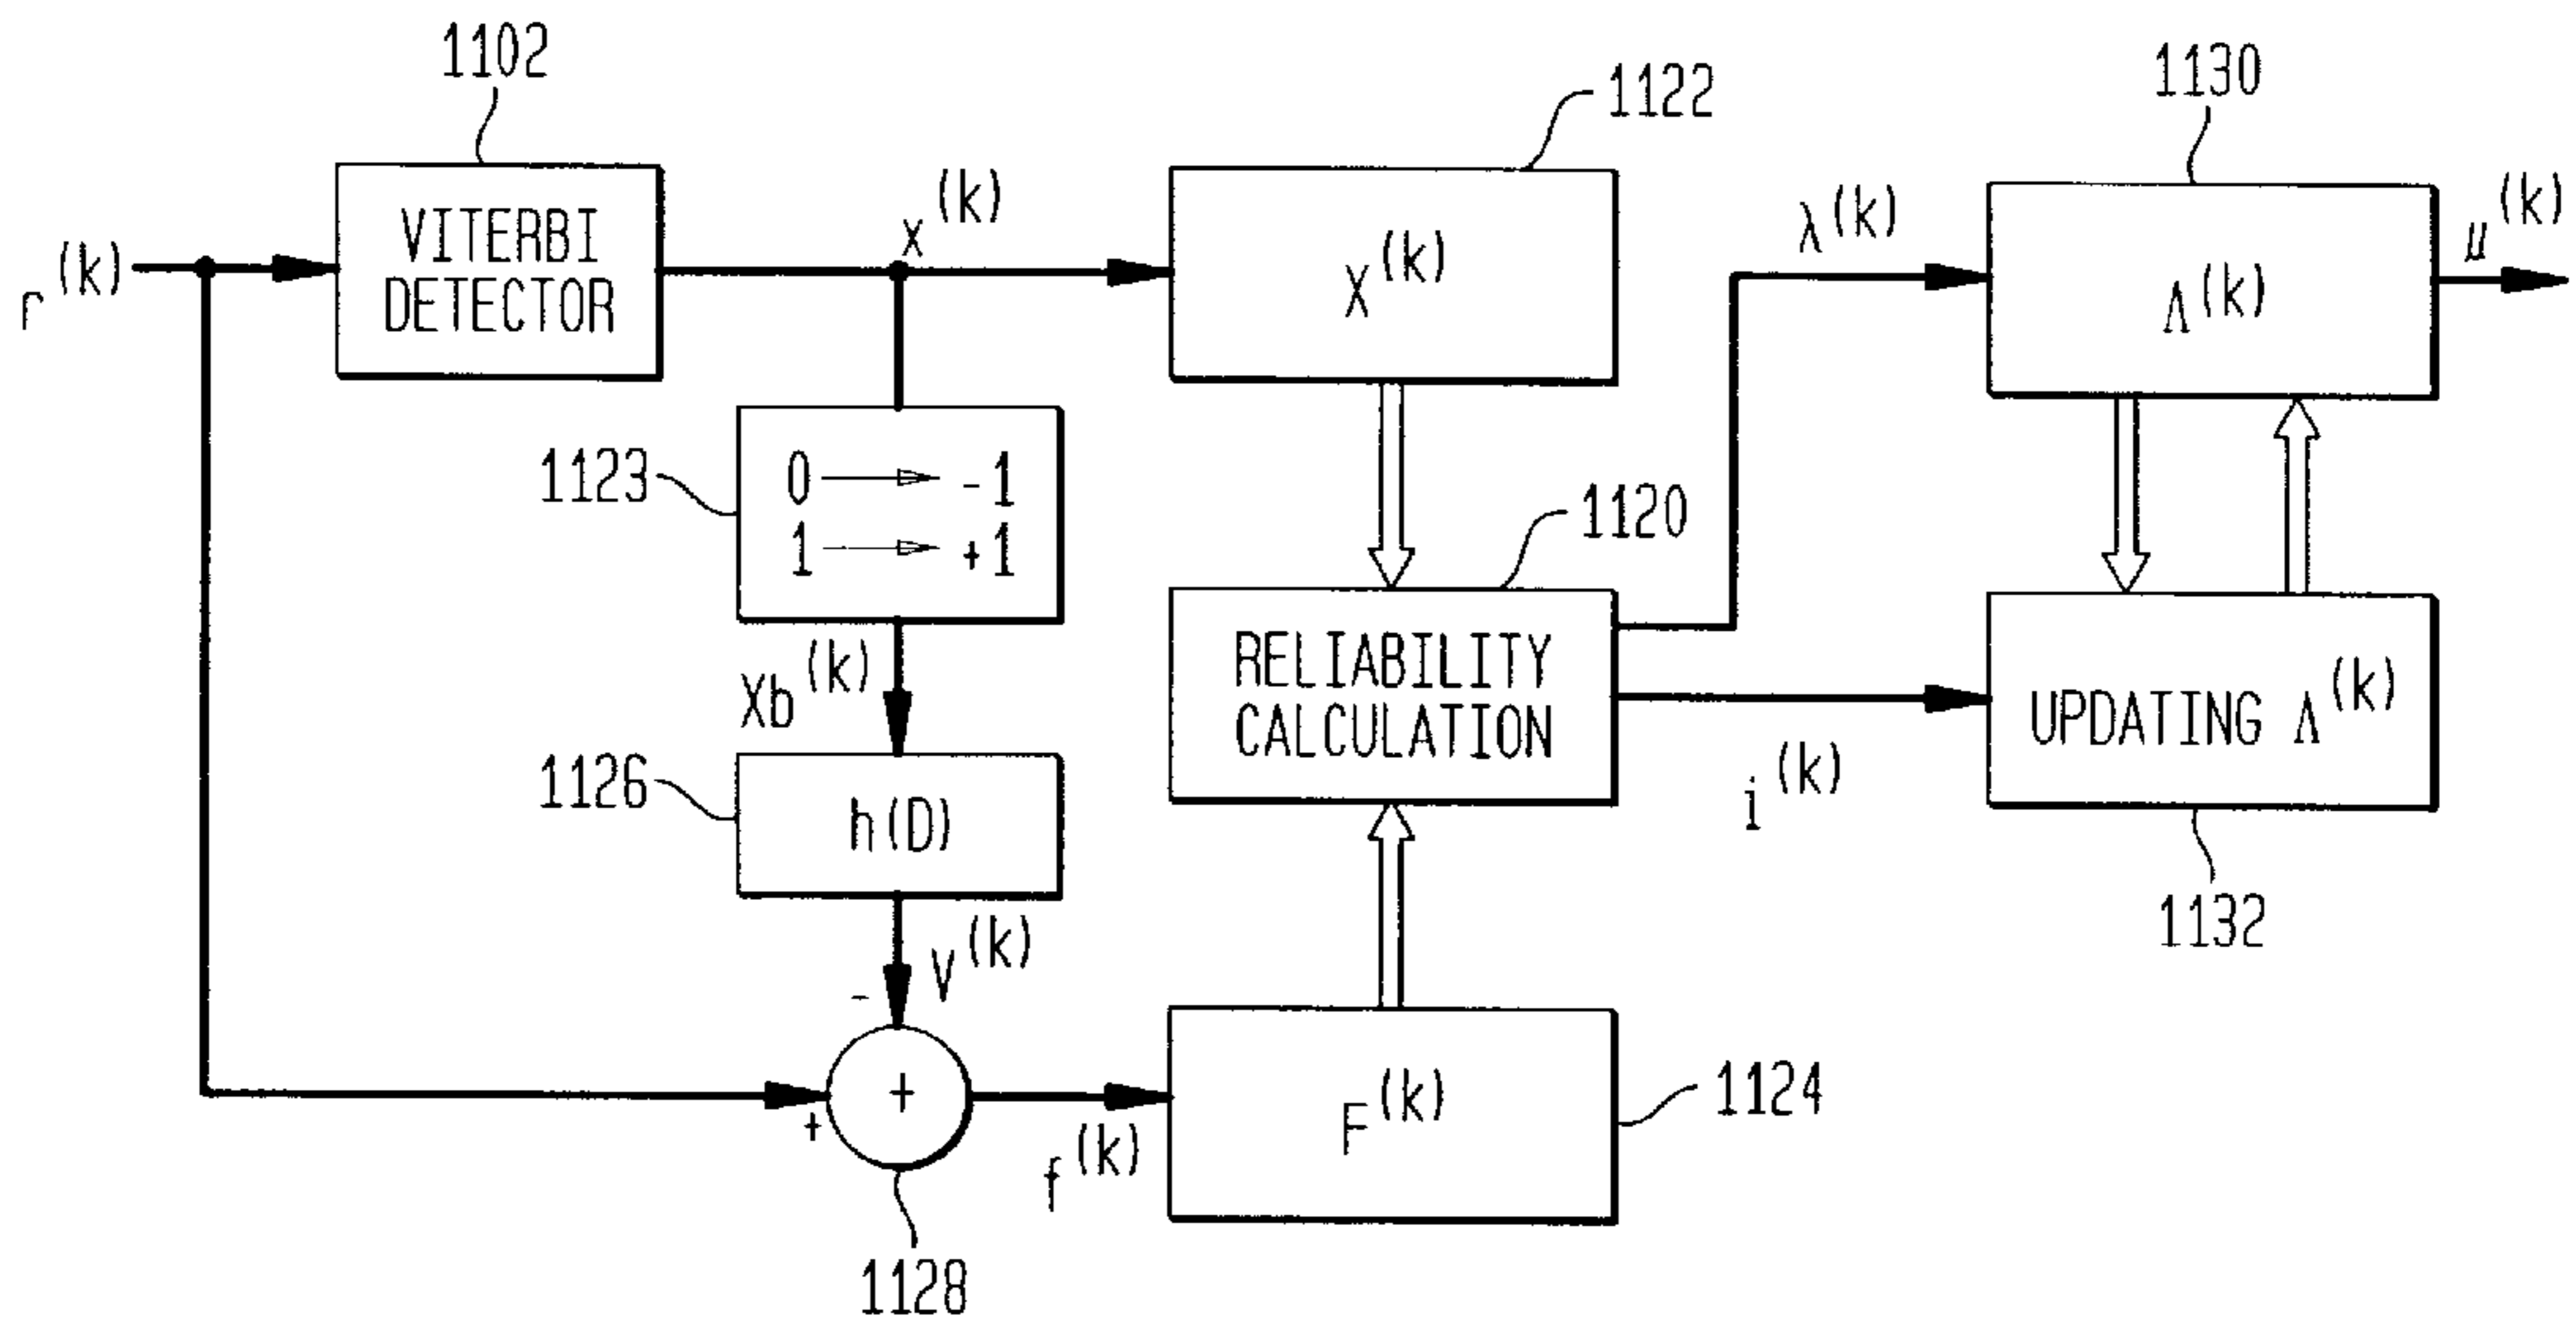 1102
1122
1130
r(k)
VITERBI
DETECTOR
x(k)
X(k)
λ(k)
Λ(k)
μ(k)
1123
0 → -1
1 → +1
1120
Xb(k)
RELIABILITY
CALCULATION
UPDATING Λ(k)
1126
h(D)
i(k)
1132
V(k)
-
+
+
f(k)
F(k)
1124
1128